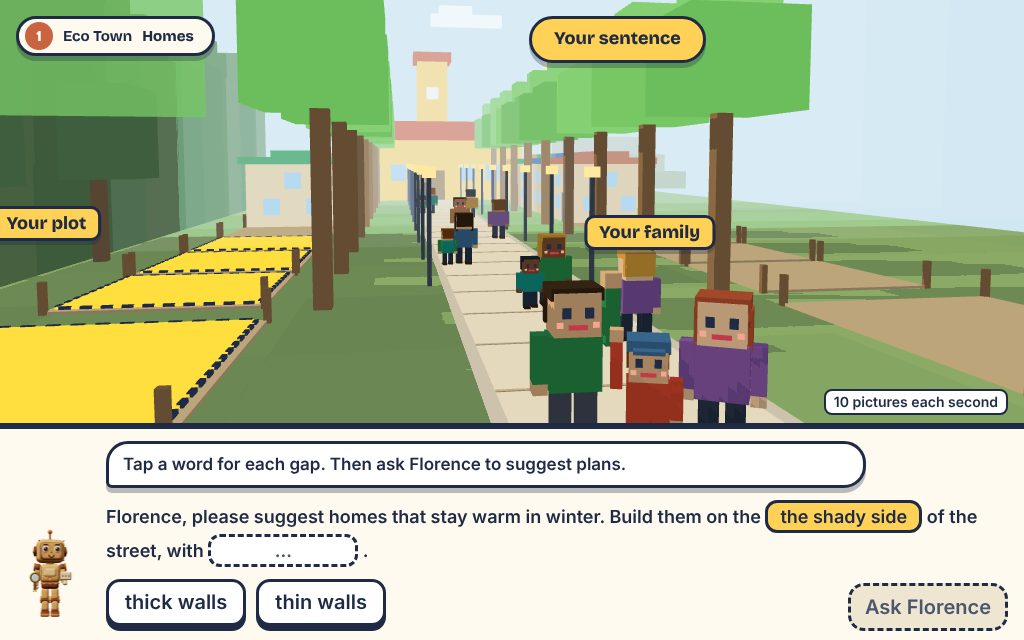 1 Eco Town Homes
Your sentence
Your plot
Your family
10 pictures each second
Tap a word for each gap. Then ask Florence to suggest plans.
Florence, please suggest homes that stay warm in winter. Build them on the the shady side of the
street, with ... .
thick walls thin walls
Ask Florence